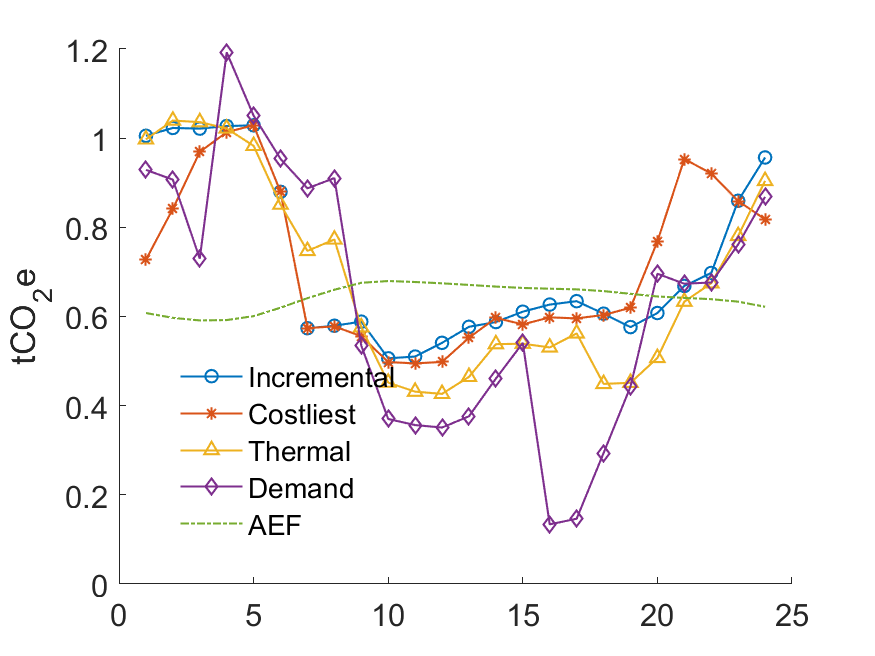 1.2
1
0.8
0.6
0.4
0.2
0
tCO2e
Incremental
Costliest
Thermal
Demand
AEF
0 5 10 15 20 25